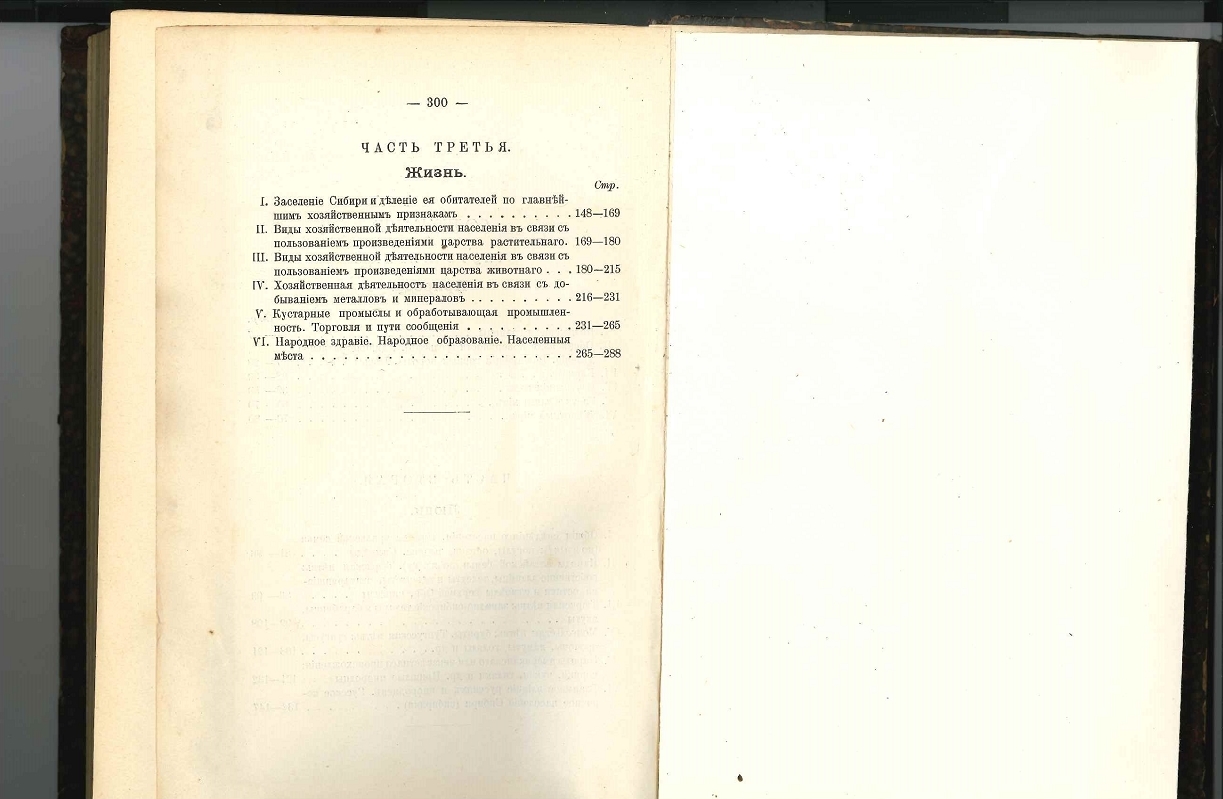 — 300 —
ЧАСТЬ ТРЕТЬЯ.
Жизнь.
Стр.
I. Заселеніе Сибири и дѣленіе ея обитателей по главнѣй-
шимъ хозяйственнымъ признакамъ . . . . . . . . . . 148—169
II. Виды хозяйственной дѣятельности населенія въ связи съ
пользованіемъ произведеніями царства растительнаго. 169—180
III. Виды хозяйственной дѣятельности населенія въ связи съ
пользованіемъ произведеніями царства животнаго . . . 180—215
IV. Хозяйственная дѣятельность населенія въ связи съ до-
бываніемъ металловъ и минераловъ . . . . . . . . . . 216—231
V. Кустарные промыслы и обработывающая промышлен-
ность. Торговля и пути сообщенія . . . . . . . . . . 231—265
VI. Народное здравіе. Народное образованіе. Населенныя
мѣста . . . . . . . . . . . . . . . . . . . . . . . . 265—288